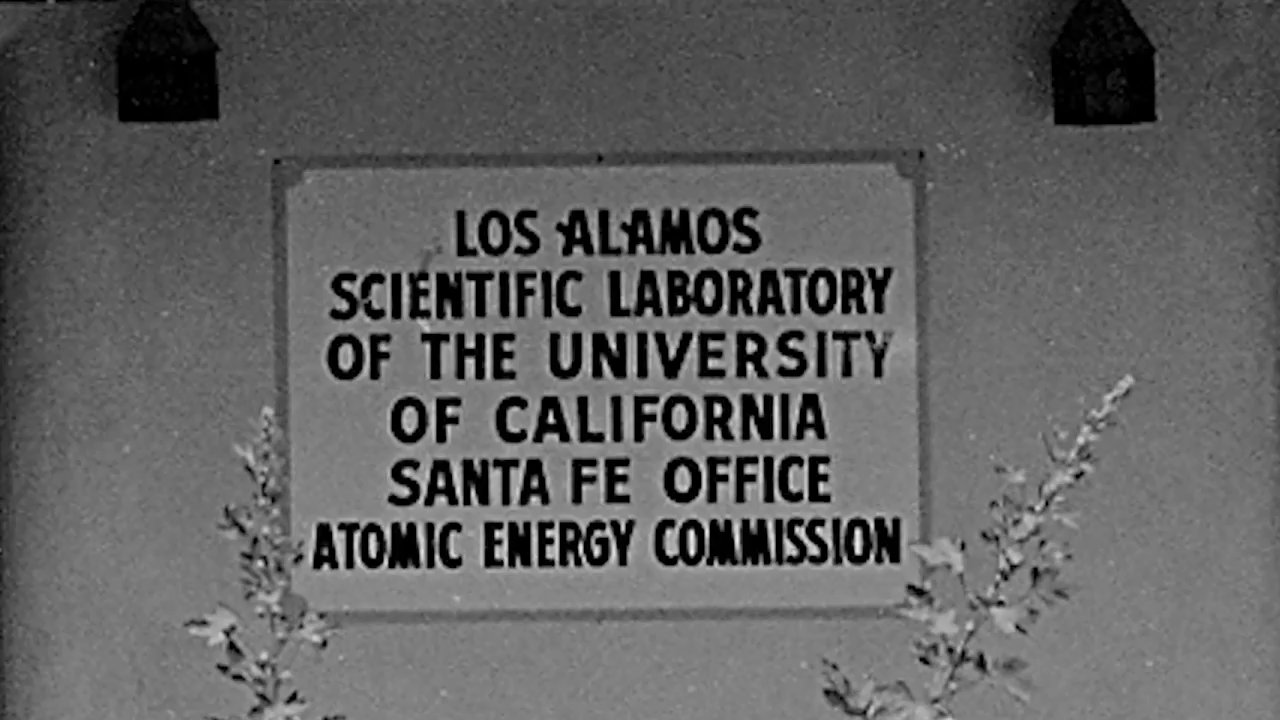 LOS ALAMOS
SCIENTIFIC LABORATORY
OF THE UNIVERSITY
OF CALIFORNIA
SANTA FE OFFICE
ATOMIC ENERGY COMMISSION